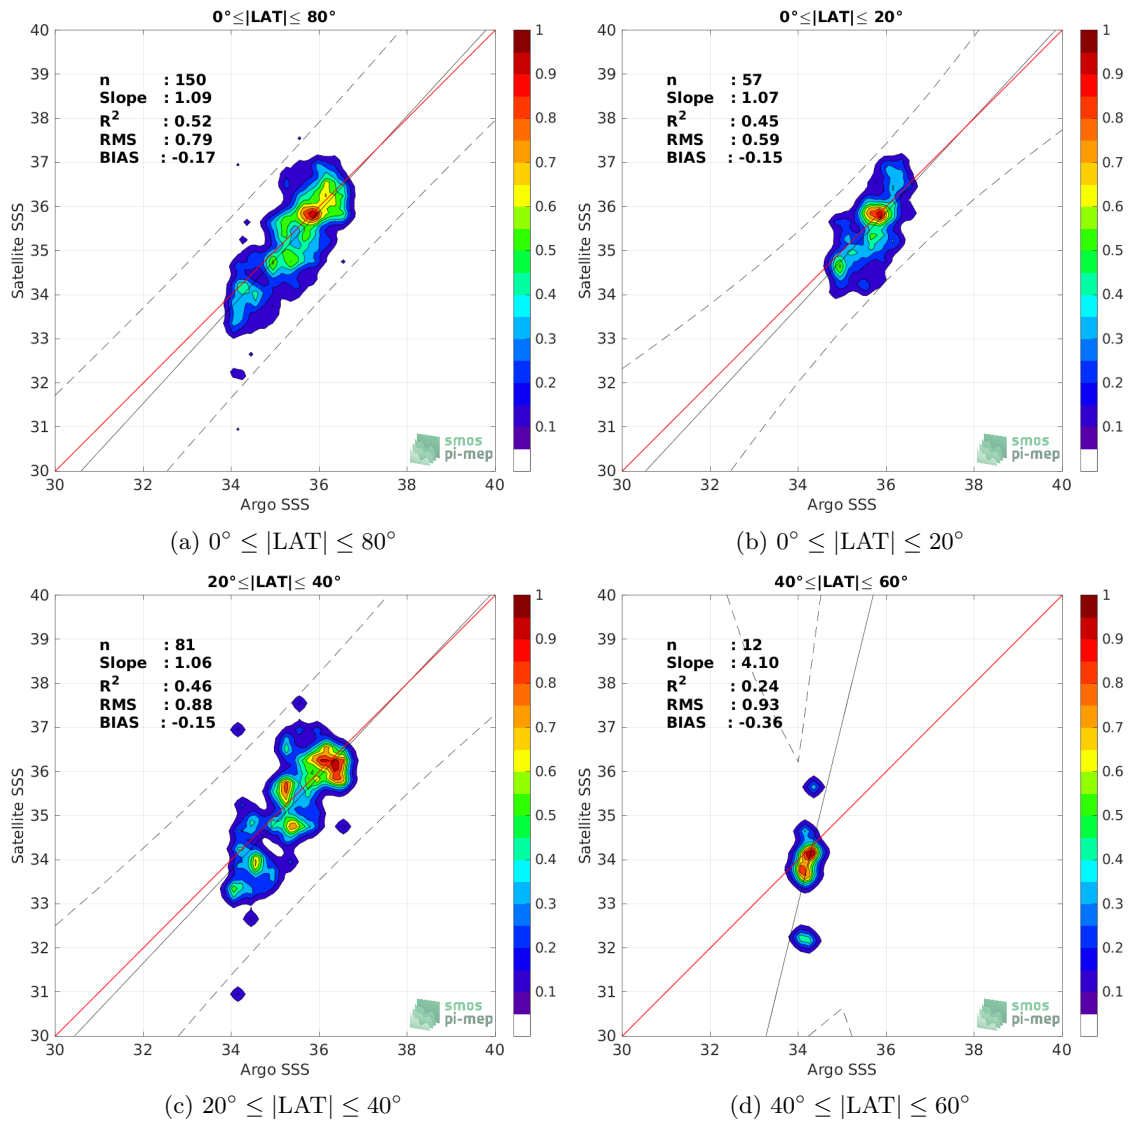 0°≤|LAT|≤ 80°
40
39
38
37
36
35
34
33
32
31
30
30 32 34 36 38 40
Satellite SSS
Argo SSS
n : 150
Slope : 1.09
R² : 0.52
RMS : 0.79
BIAS : -0.17
1
0.9
0.8
0.7
0.6
0.5
0.4
0.3
0.2
0.1
smos
pi-mep
(a) 0° ≤ |LAT| ≤ 80°
0°≤|LAT|≤ 20°
40
39
38
37
36
35
34
33
32
31
30
30 32 34 36 38 40
Satellite SSS
Argo SSS
n : 57
Slope : 1.07
R² : 0.45
RMS : 0.59
BIAS : -0.15
1
0.9
0.8
0.7
0.6
0.5
0.4
0.3
0.2
0.1
smos
pi-mep
(b) 0° ≤ |LAT| ≤ 20°
20°≤|LAT|≤ 40°
40
39
38
37
36
35
34
33
32
31
30
30 32 34 36 38 40
Satellite SSS
Argo SSS
n : 81
Slope : 1.06
R² : 0.46
RMS : 0.88
BIAS : -0.15
1
0.9
0.8
0.7
0.6
0.5
0.4
0.3
0.2
0.1
smos
pi-mep
(c) 20° ≤ |LAT| ≤ 40°
40°≤|LAT|≤ 60°
40
39
38
37
36
35
34
33
32
31
30
30 32 34 36 38 40
Satellite SSS
Argo SSS
n : 12
Slope : 4.10
R² : 0.24
RMS : 0.93
BIAS : -0.36
1
0.9
0.8
0.7
0.6
0.5
0.4
0.3
0.2
0.1
smos
pi-mep
(d) 40° ≤ |LAT| ≤ 60°